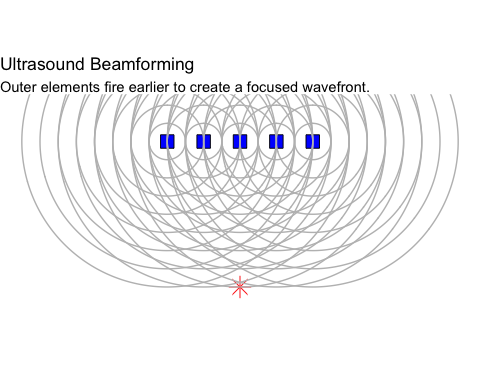 Ultrasound Beamforming
Outer elements fire earlier to create a focused wavefront.